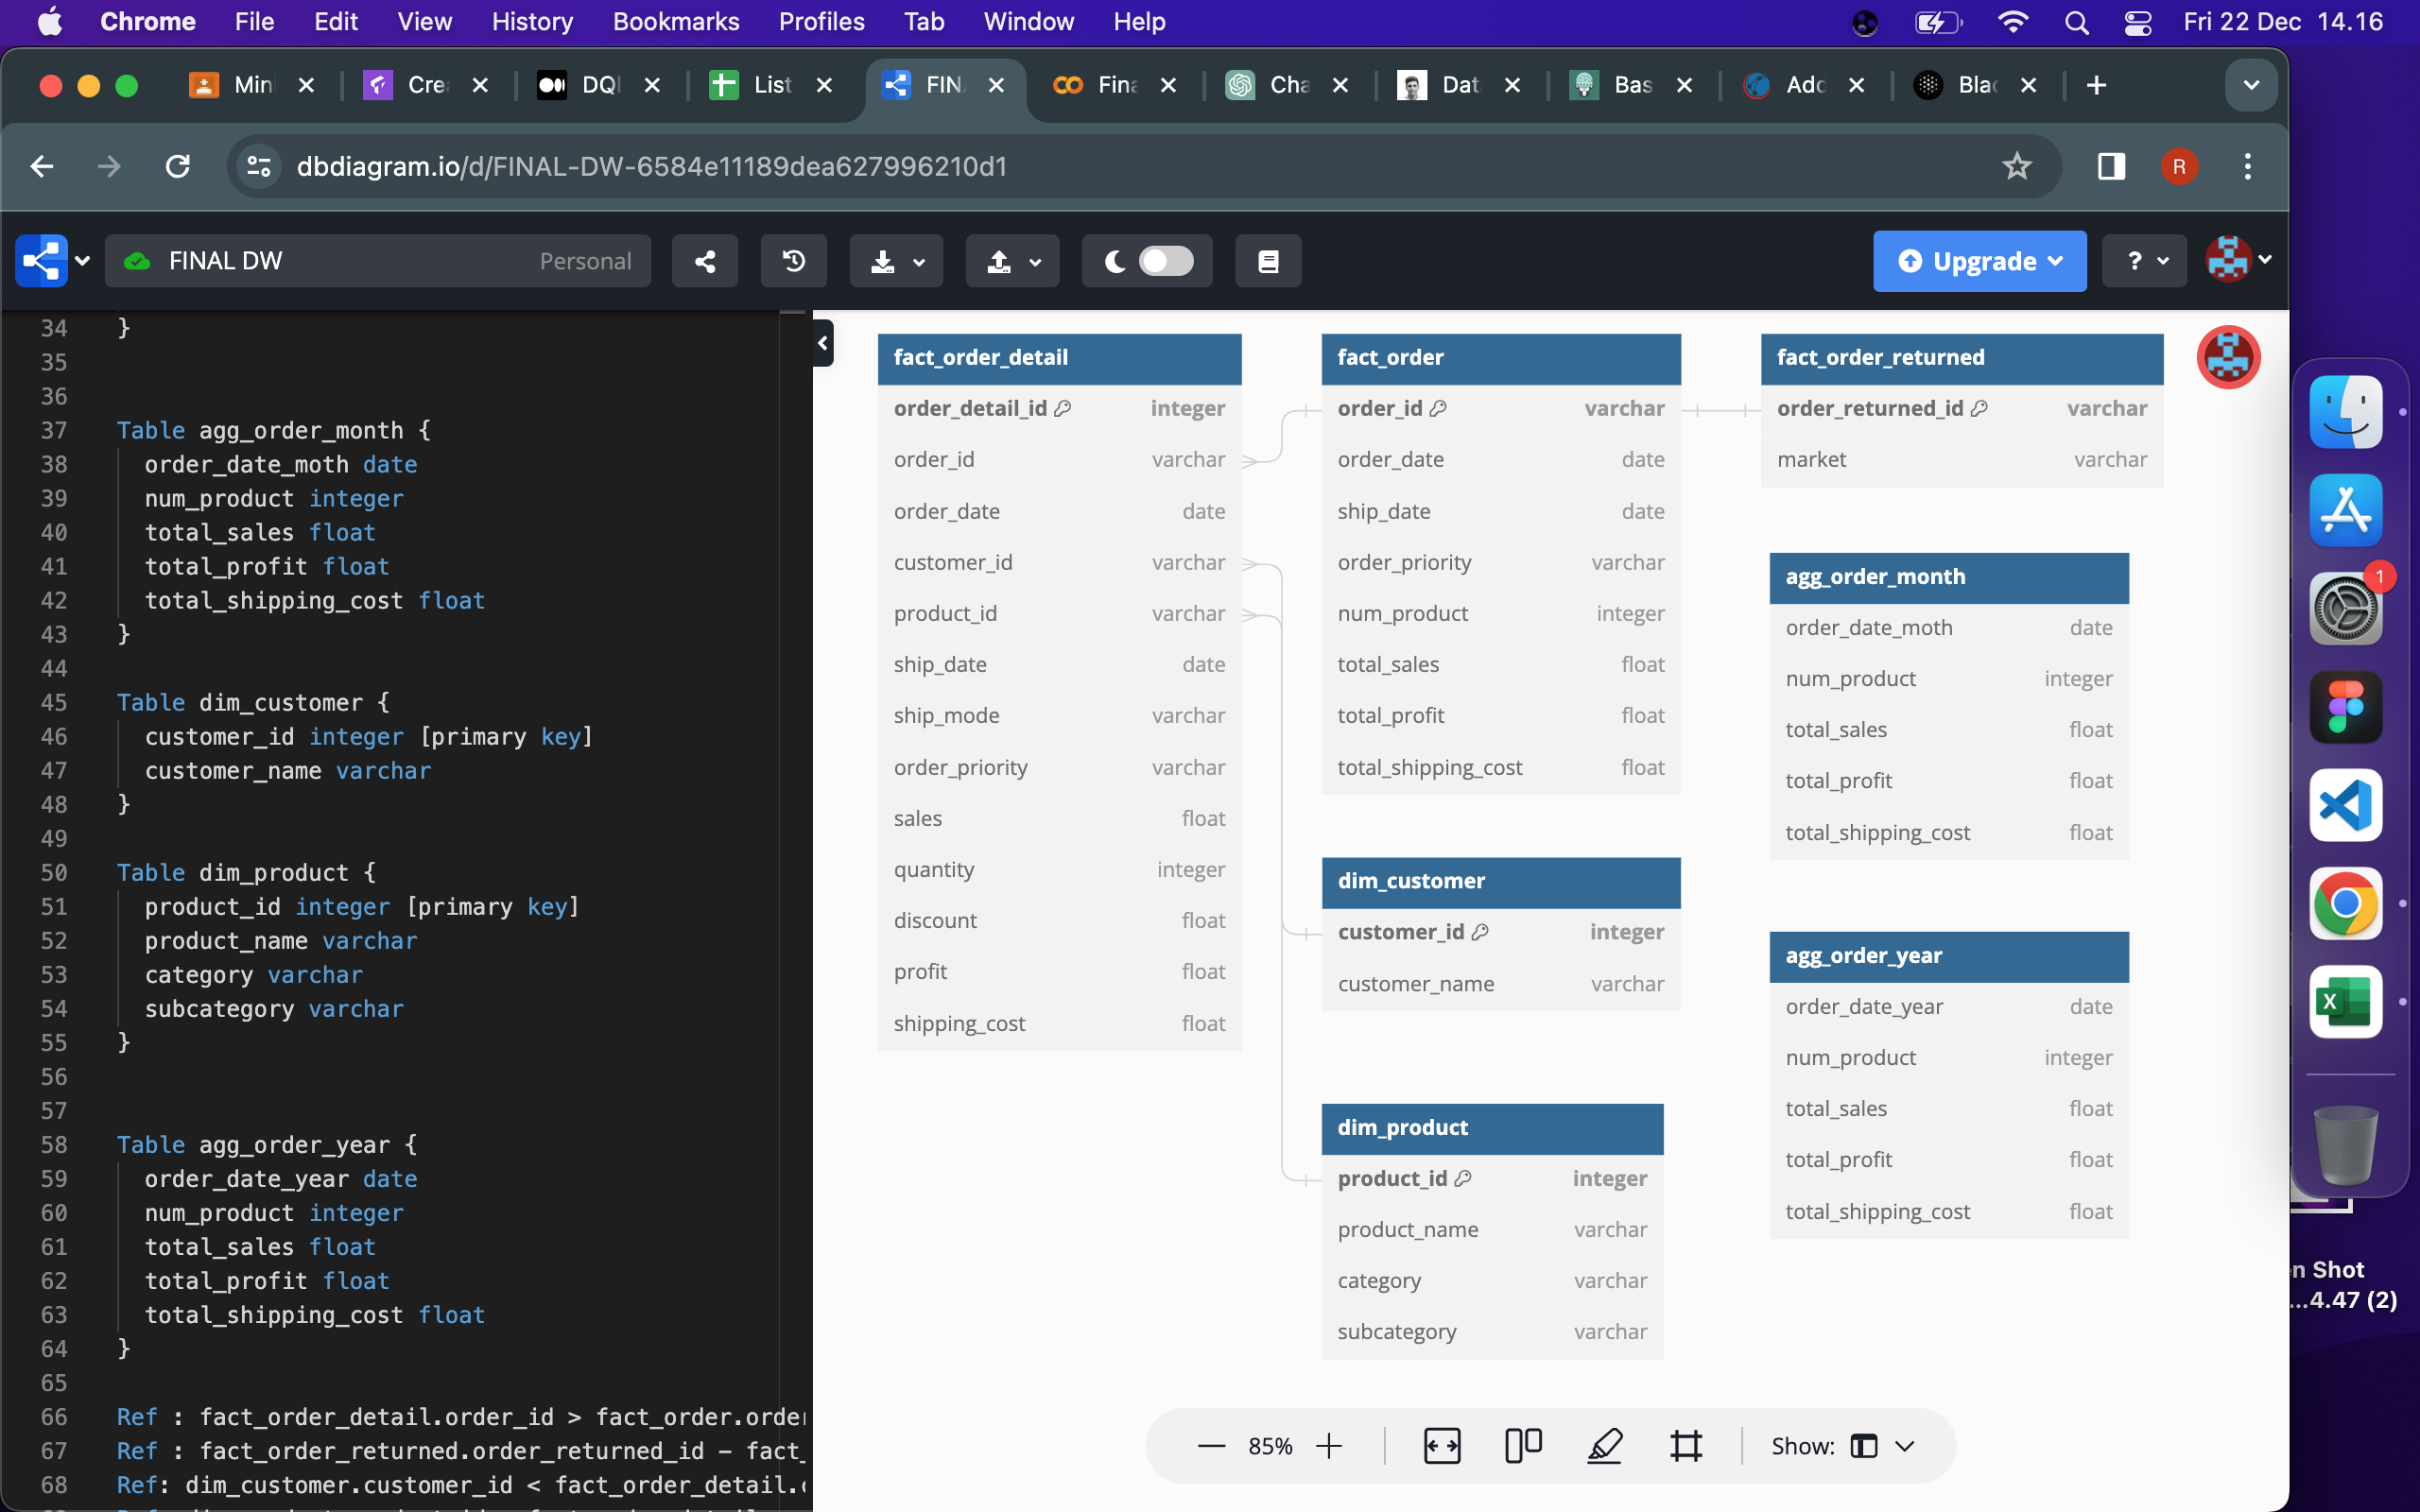 Chrome File Edit View History Bookmarks Profiles Tab Window Help Fri 22 Dec 14.16
Min Cre DQI List FIN. Fina Cha Dat Bas Add Blac
dbdiagram.io/d/FINAL-DW-6584e11189dea627996210d1 R
FINAL DW Personal Upgrade ?
34 }
35
36
37 Table agg_order_month {
38 order_date_moth date
39 num_product integer
40 total_sales float
41 total_profit float
42 total_shipping_cost float
43 }
44
45 Table dim_customer {
46 customer_id integer [primary key]
47 customer_name varchar
48 }
49
50 Table dim_product {
51 product_id integer [primary key]
52 product_name varchar
53 category varchar
54 subcategory varchar
55 }
56
57
58 Table agg_order_year {
59 order_date_year date
60 num_product integer
61 total_sales float
62 total_profit float
63 total_shipping_cost float
64 }
65
66 Ref : fact_order_detail.order_id > fact_order.order
67 Ref : fact_order_returned.order_returned_id - fact_
68 Ref: dim_customer.customer_id < fact_order_detail.
fact_order_detail
order_detail_id integer
order_id varchar
order_date date
customer_id varchar
product_id varchar
ship_date date
ship_mode varchar
order_priority varchar
sales float
quantity integer
discount float
profit float
shipping_cost float
fact_order
order_id varchar
order_date date
ship_date date
order_priority varchar
num_product integer
total_sales float
total_profit float
total_shipping_cost float
dim_customer
customer_id integer
customer_name varchar
dim_product
product_id integer
product_name varchar
category varchar
subcategory varchar
fact_order_returned
order_returned_id varchar
market varchar
agg_order_month
order_date_moth date
num_product integer
total_sales float
total_profit float
total_shipping_cost float
agg_order_year
order_date_year date
num_product integer
total_sales float
total_profit float
total_shipping_cost float
85% Show:
1
n Shot
...4.47 (2)